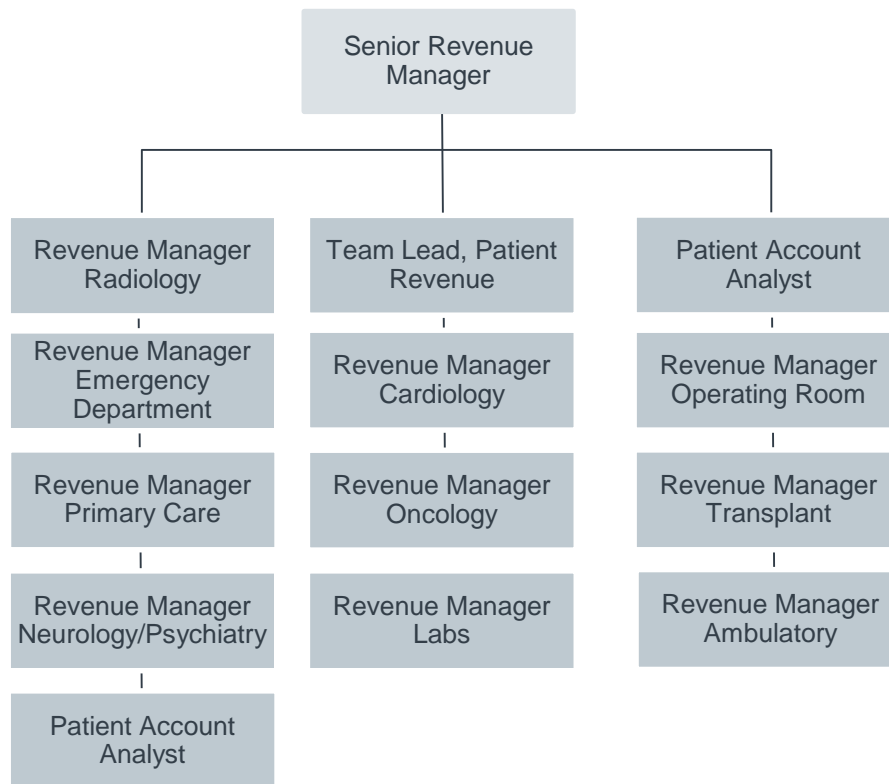 Senior Revenue
Manager
Revenue Manager
Radiology
Team Lead, Patient
Revenue
Patient Account
Analyst
Revenue Manager
Emergency
Department
Revenue Manager
Cardiology
Revenue Manager
Operating Room
Revenue Manager
Primary Care
Revenue Manager
Oncology
Revenue Manager
Transplant
Revenue Manager
Neurology/Psychiatry
Revenue Manager
Labs
Revenue Manager
Ambulatory
Patient Account
Analyst